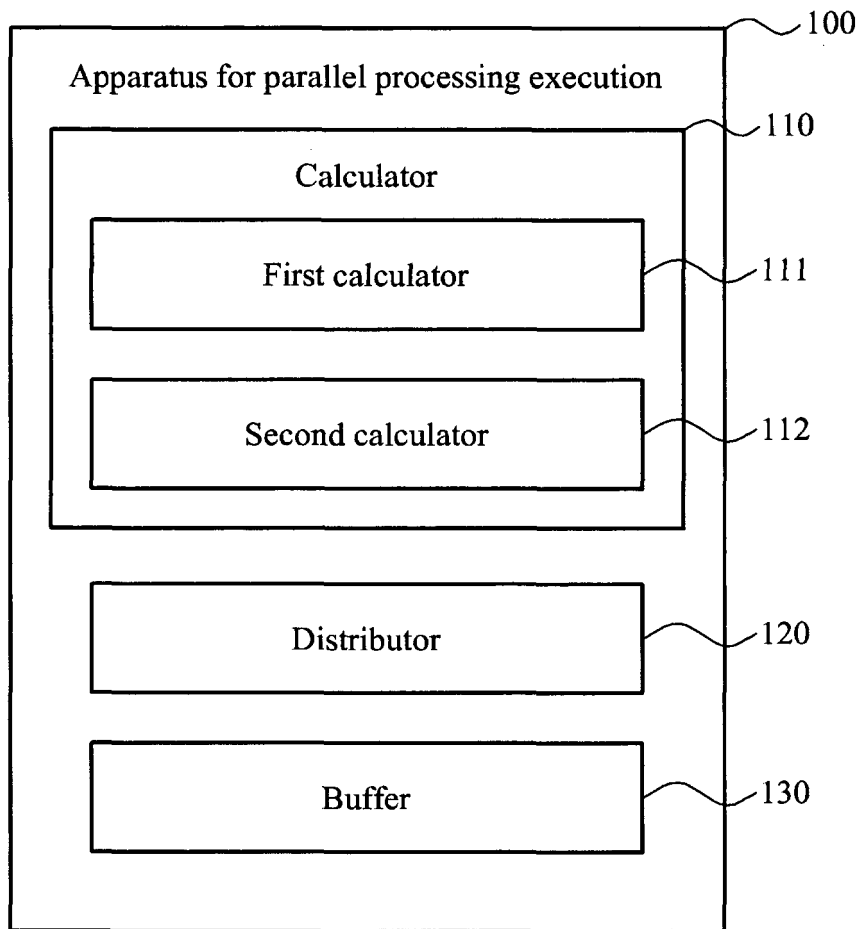 100
Apparatus for parallel processing execution
110
Calculator
First calculator
111
Second calculator
112
Distributor
120
Buffer
130